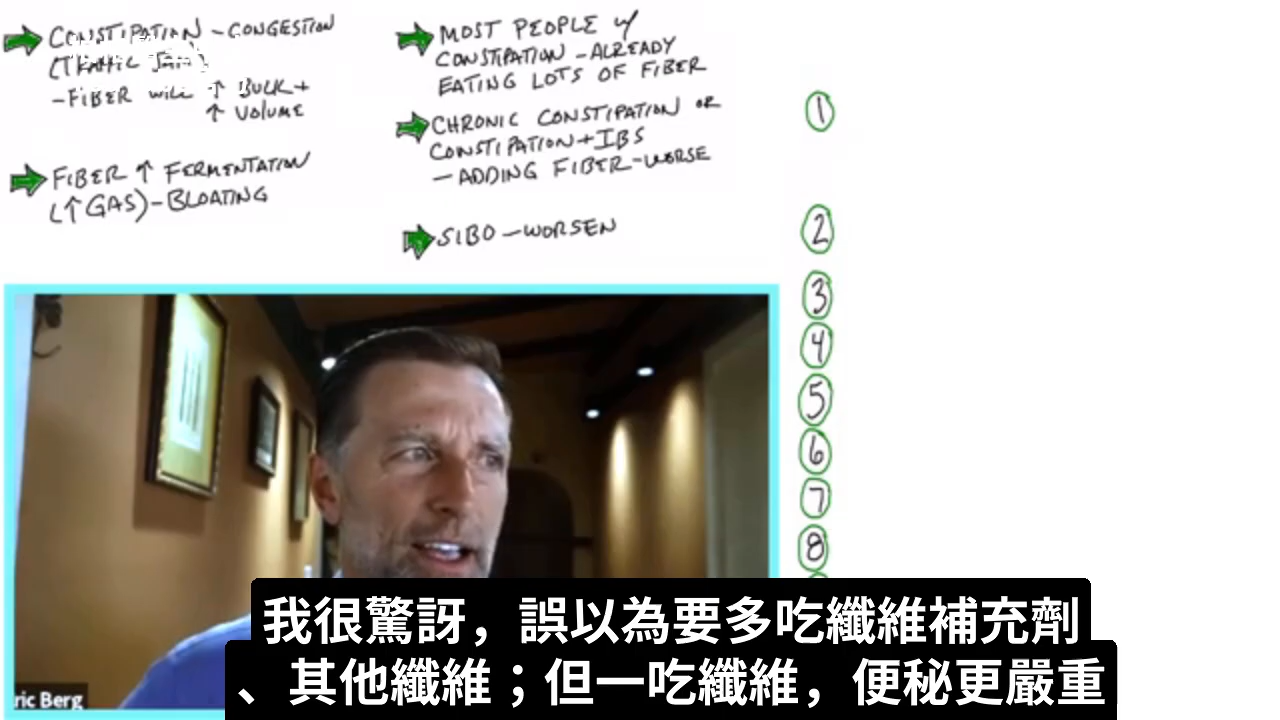 CONSTIPATION - CONGESTION
- FIBER WILL ↑ BULK +
↑ VOLUME
FIBER ↑ FERMENTATION
(↑ GAS) - BLOATING
MOST PEOPLE W/
CONSTIPATION - ALREADY
EATING LOTS OF FIBER
CHRONIC CONSTIPATION OR
CONSTIPATION + IBS
- ADDING FIBER - WORSE
SIBO - WORSEN
1
2
3
4
5
6
7
8
ric Berg
我很驚訝，誤以為要多吃纖維補充劑
、其他纖維；但一吃纖維，便秘更嚴重